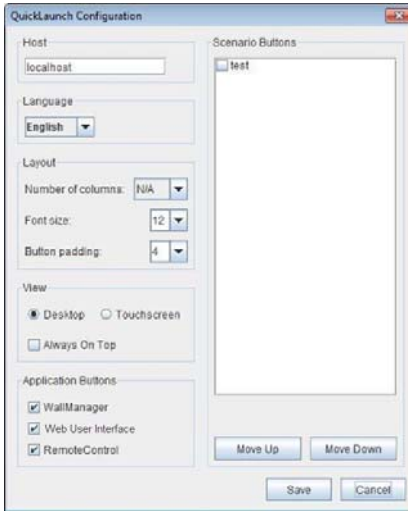 QuickLaunch Configuration
Host
localhost
Language
English
Layout
Number of columns: N/A
Font size: 12
Button padding: 4
View
Desktop Touchscreen
Always On Top
Application Buttons
WallManager
Web User Interface
RemoteControl
Scenario Buttons
test
Move Up Move Down
Save Cancel